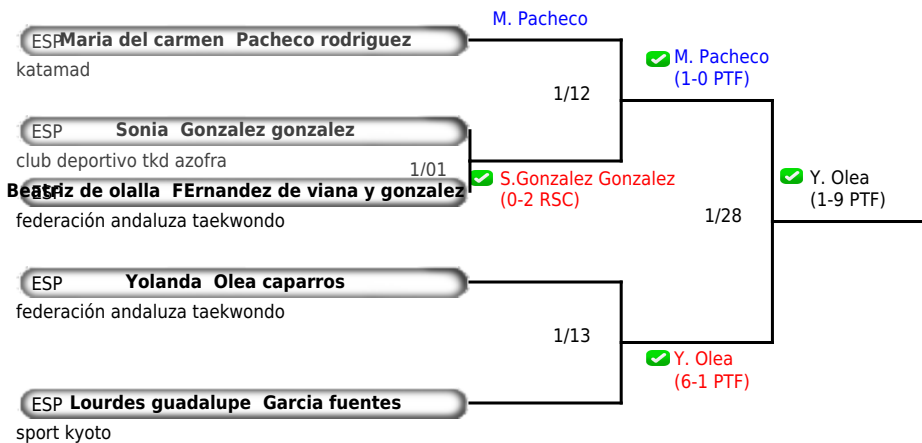 M. Pacheco
ESP Maria del carmen Pacheco rodriguez
katamad
M. Pacheco
(1-0 PTF)
1/12
ESP Sonia Gonzalez gonzalez
club deportivo tkd azofra
1/01
S.Gonzalez Gonzalez
(0-2 RSC)
ESP Beatriz de olalla FErnandez de viana y gonzalez
federación andaluza taekwondo
Y. Olea
(1-9 PTF)
1/28
ESP Yolanda Olea caparros
federación andaluza taekwondo
1/13
Y. Olea
(6-1 PTF)
ESP Lourdes guadalupe Garcia fuentes
sport kyoto